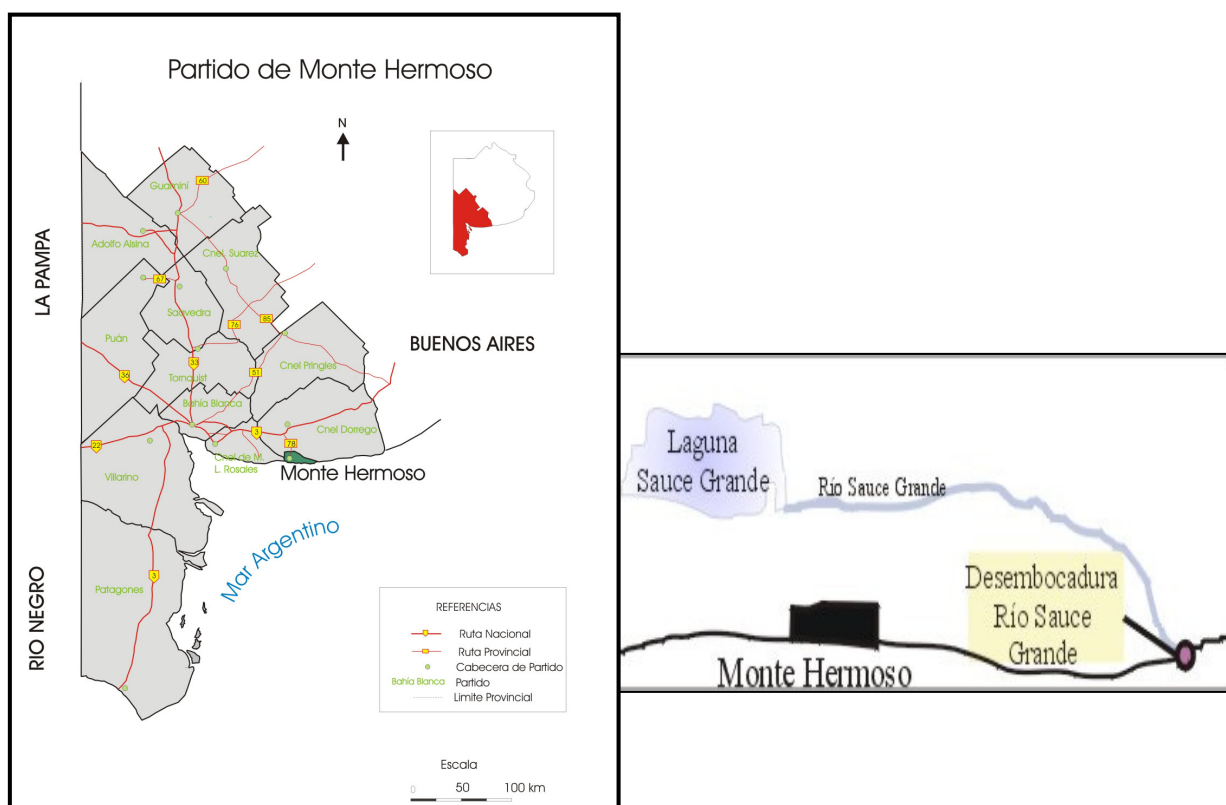 Partido de Monte Hermoso
N
60
Guamini
Adolfo Alsina
Cnel. Suarez
LA PAMPA
67
Saavedra
76
85
Puán
BUENOS AIRES
33
Cnel Pringles
36
Tornquist
51
Bahía Blanca
3
Cnel Dorrego
22
78
Cnel de M.
L. Rosales
Monte Hermoso
Villarino
Mar Argentino
3
Patagones
RIO NEGRO
REFERENCIAS
Ruta Nacional
Ruta Provincial
Cabecera de Partido
Bahía Blanca Partido
Limite Provincial
Escala
0 50 100 km
Laguna
Sauce Grande
Río Sauce Grande
Desembocadura
Río Sauce
Grande
Monte Hermoso